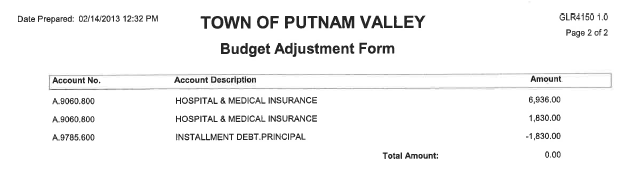 Date Prepared: 02/14/2013 12:32 PM
TOWN OF PUTNAM VALLEY
GLR4150 1.0
Page 2 of 2
Budget Adjustment Form
Account No. Account Description Amount
A.9060.800 HOSPITAL & MEDICAL INSURANCE 6,936.00
A.9060.800 HOSPITAL & MEDICAL INSURANCE 1,830.00
A.9785.600 INSTALLMENT DEBT.PRINCIPAL -1,830.00
Total Amount: 0.00